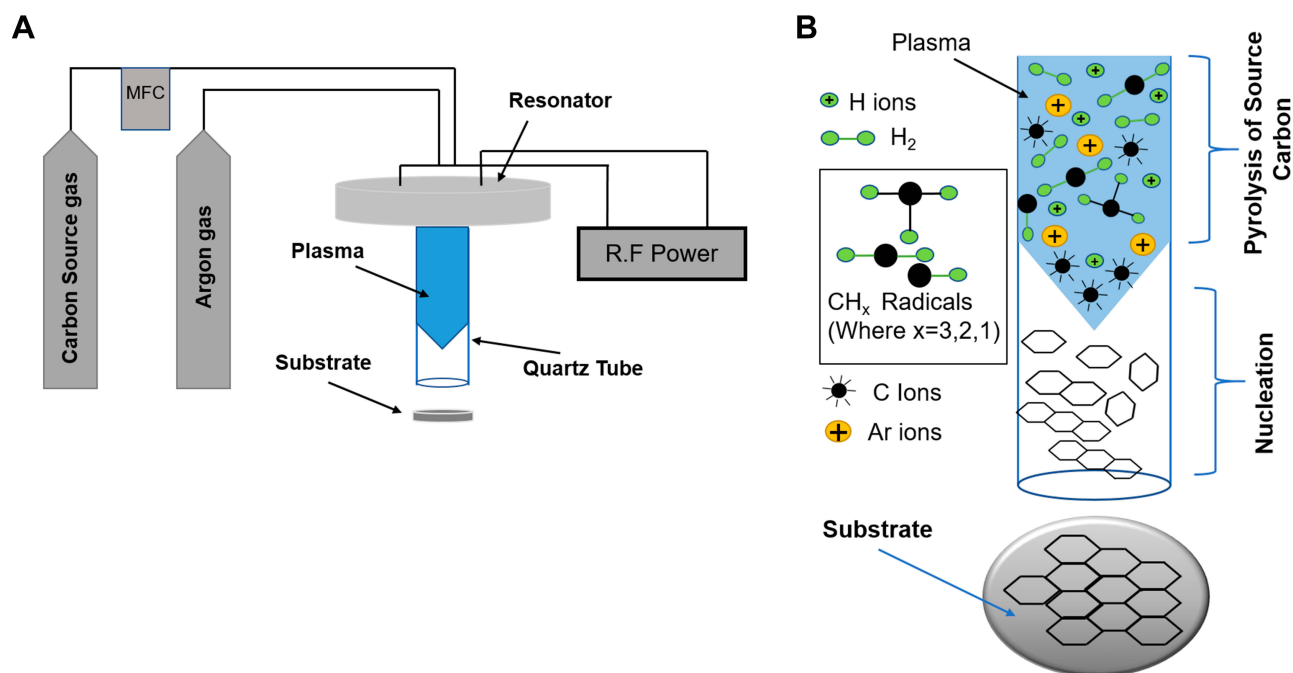 A
MFC
Carbon Source gas
Argon gas
Resonator
Plasma
R.F Power
Substrate
Quartz Tube
B
Plasma
H ions
H₂
CHₓ Radicals
(Where x=3,2,1)
C Ions
Ar ions
Pyrolysis of Source
Carbon
Nucleation
Substrate